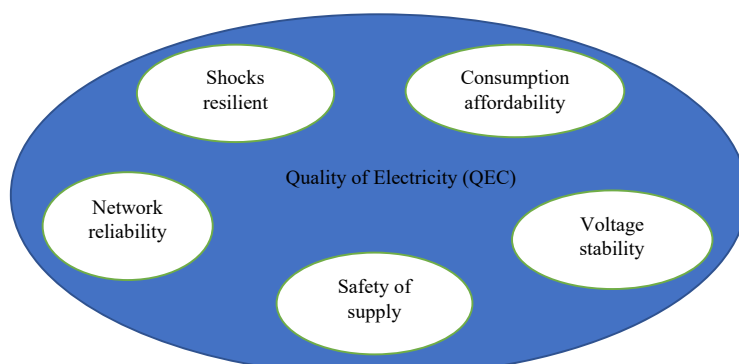 Shocks
resilient
Consumption
affordability
Quality of Electricity (QEC)
Network
reliability
Voltage
stability
Safety of
supply